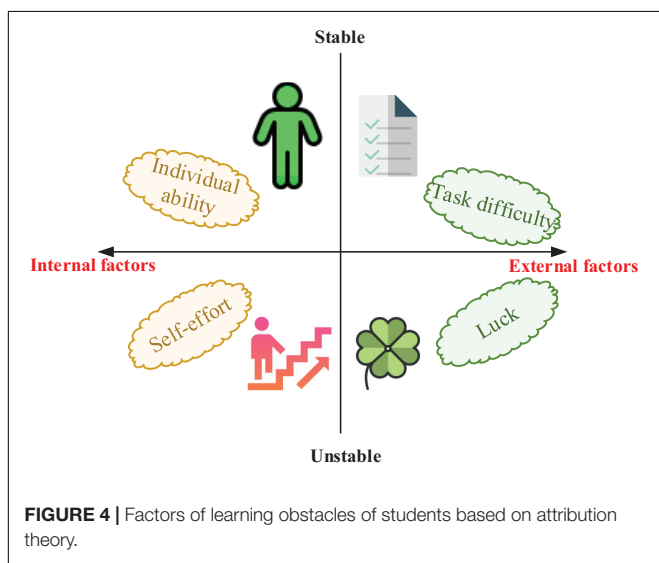 Stable
Individual
ability
Task difficulty
Internal factors
External factors
Self-effort
Luck
Unstable
FIGURE 4 | Factors of learning obstacles of students based on attribution
theory.